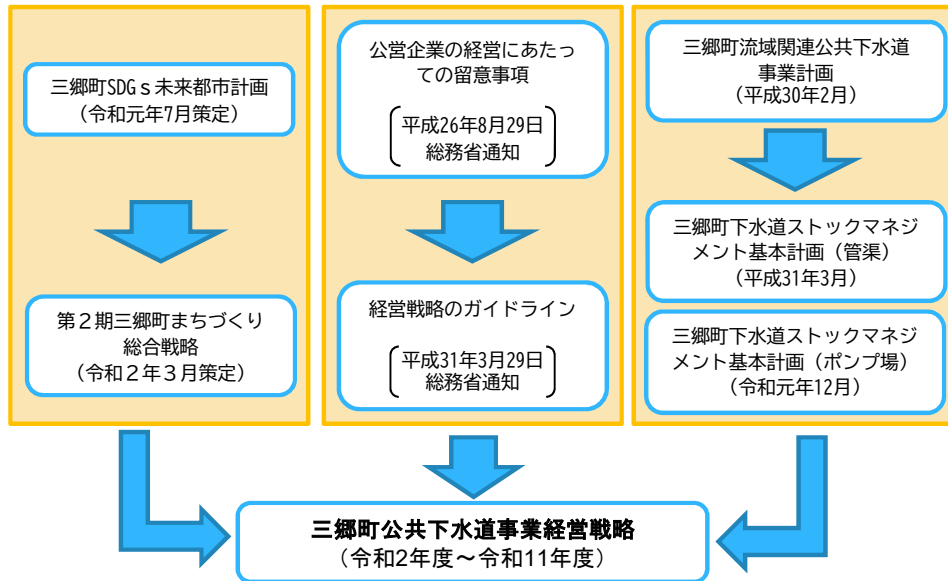 三郷町SDGｓ未来都市計画
（令和元年7月策定）
第２期三郷町まちづくり
総合戦略
（令和２年３月策定）
公営企業の経営にあたっ
ての留意事項
平成26年8月29日
総務省通知
経営戦略のガイドライン
平成31年3月29日
総務省通知
三郷町流域関連公共下水道
事業計画
（平成30年2月）
三郷町下水道ストックマネジ
メント基本計画（管渠）
（平成31年3月）
三郷町下水道ストックマネジ
メント基本計画（ポンプ場）
（令和元年12月）
三郷町公共下水道事業経営戦略
（令和2年度～令和11年度）